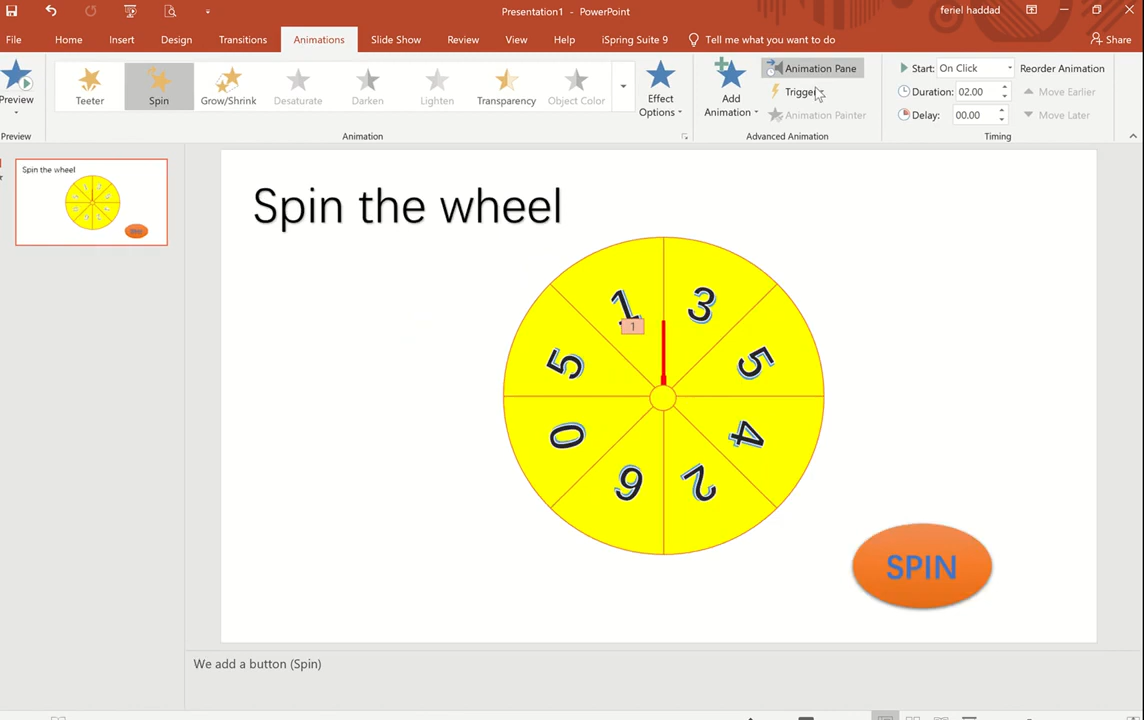 Presentation1 - PowerPoint
feriel haddad
File Home Insert Design Transitions Animations Slide Show Review View Help iSpring Suite 9 Tell me what you want to do Share
Preview Teeter Spin Grow/Shrink Desaturate Darken Lighten Transparency Object Color
Effect Options
Add Animation
Animation Pane
Trigger
Animation Painter
Start: On Click
Duration: 02.00
Delay: 00.00
Reorder Animation
Move Earlier
Move Later
Preview Animation Advanced Animation Timing
Spin the wheel
Spin the wheel
1 3
1
5 5
0 4
6 2
SPIN
We add a button (Spin)